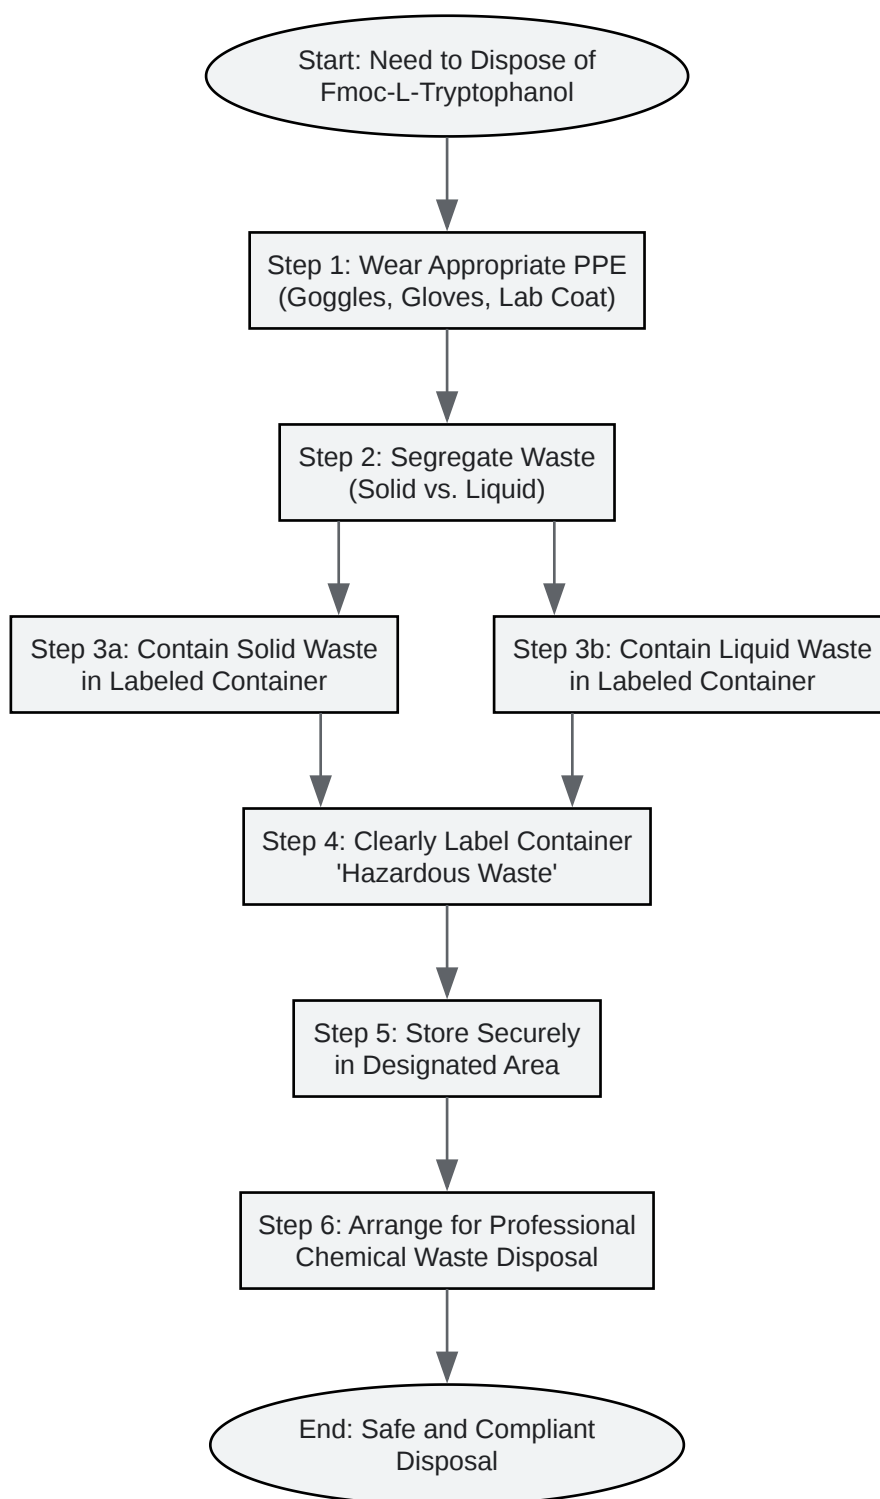 Start: Need to Dispose of
Fmoc-L-Tryptophanol
Step 1: Wear Appropriate PPE
(Goggles, Gloves, Lab Coat)
Step 2: Segregate Waste
(Solid vs. Liquid)
Step 3a: Contain Solid Waste
in Labeled Container
Step 3b: Contain Liquid Waste
in Labeled Container
Step 4: Clearly Label Container
'Hazardous Waste'
Step 5: Store Securely
in Designated Area
Step 6: Arrange for Professional
Chemical Waste Disposal
End: Safe and Compliant
Disposal